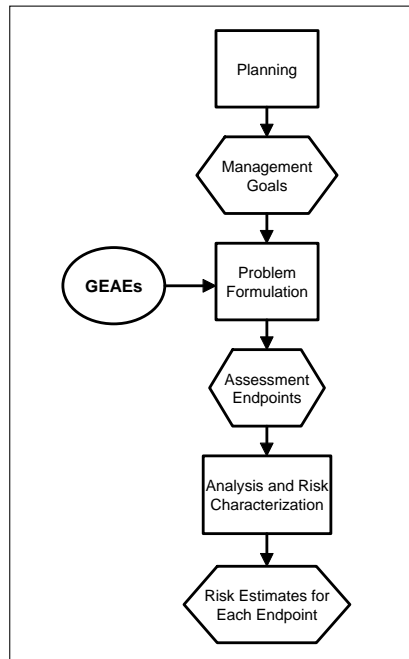 Planning
Management
Goals
GEAEs
Problem
Formulation
Assessment
Endpoints
Analysis and Risk
Characterization
Risk Estimates for
Each Endpoint